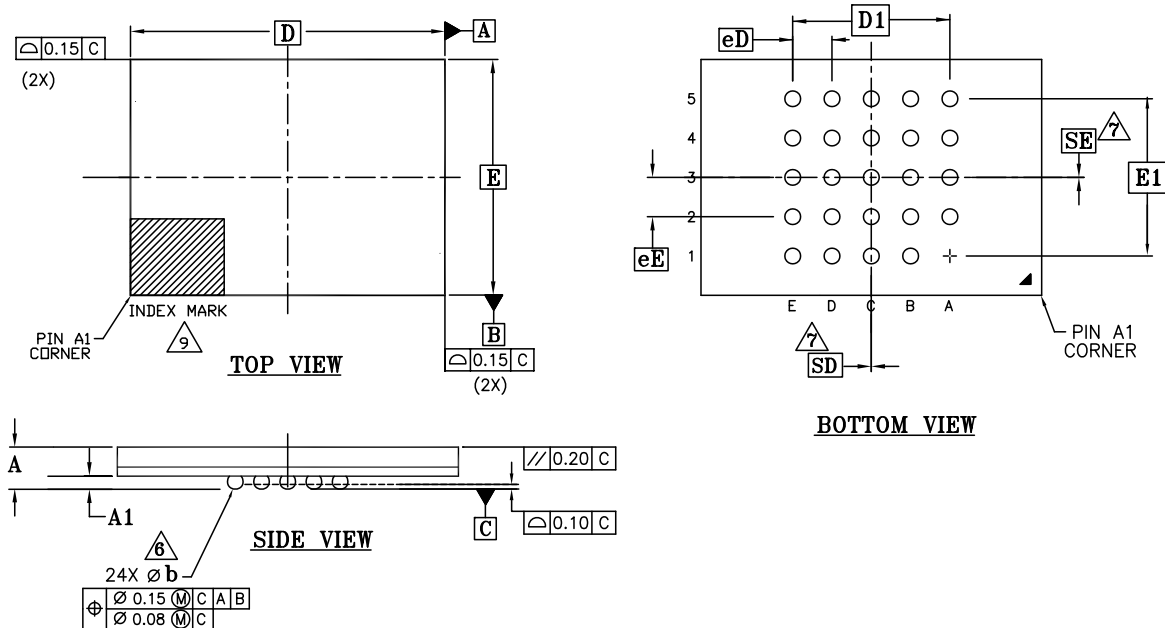 D
A
⌓ 0.15 C
(2X)
E
INDEX MARK
9
PIN A1
CORNER
B
⌓ 0.15 C
(2X)
TOP VIEW
D1
eD
5
4
3
2
1
7
SE
E1
eE
E D C B A
7
SD
PIN A1
CORNER
BOTTOM VIEW
A
A1
// 0.20 C
C
⌓ 0.10 C
SIDE VIEW
6
24X Ø b
⌖ Ø 0.15 Ⓜ C A B
Ø 0.08 Ⓜ C